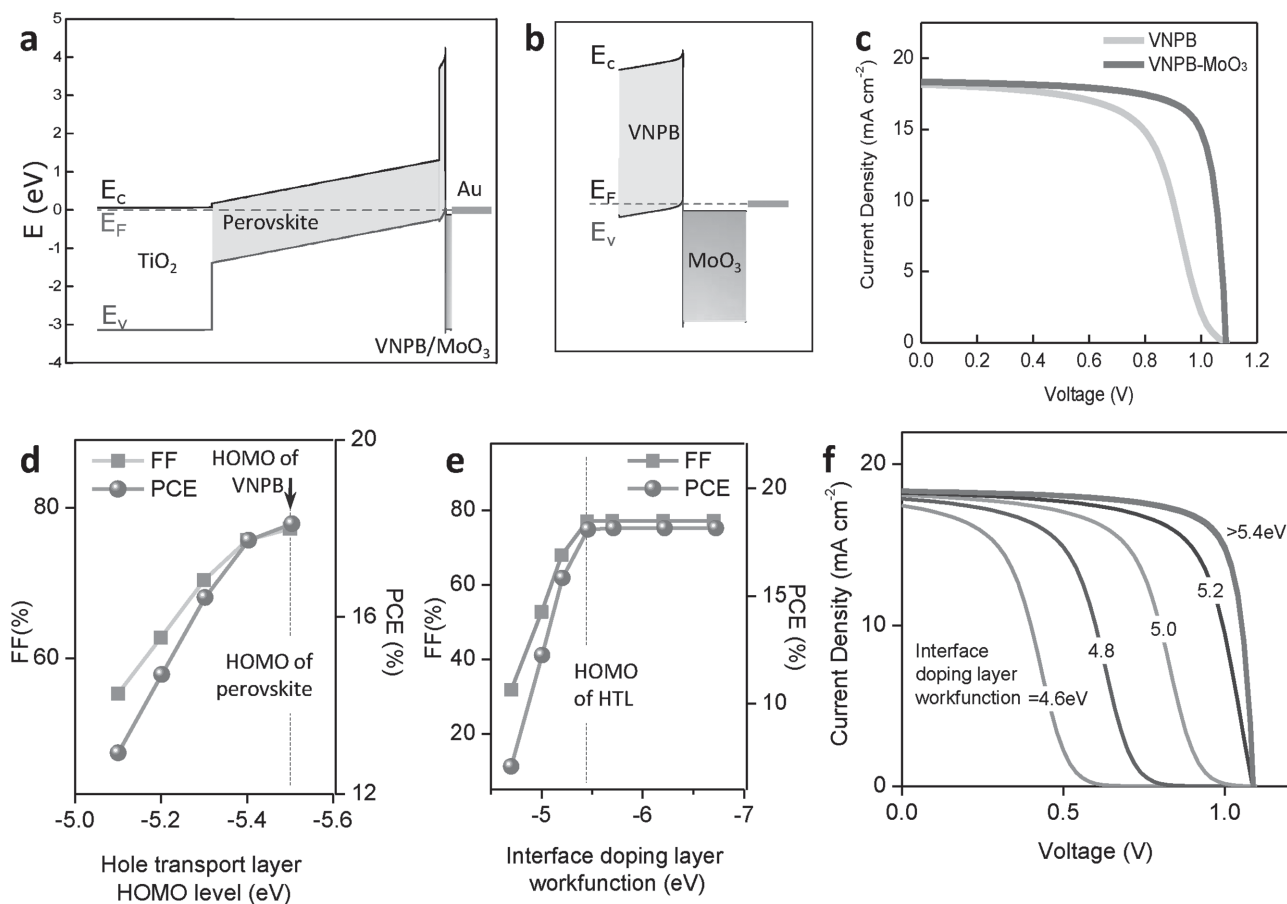 a
5
4
3
2
1
0
-1
-2
-3
-4
E (eV)
Ec
EF
TiO2
Ev
Perovskite
Au
VNPB/MoO3
b
Ec
VNPB
EF
Ev
MoO3
c
VNPB
VNPB-MoO3
20
15
10
5
0
Current Density (mA cm-2)
0.0 0.2 0.4 0.6 0.8 1.0 1.2
Voltage (V)
d
FF
PCE
HOMO of
VNPB
HOMO of
perovskite
80
60
FF(%)
20
16
12
PCE (%)
-5.0 -5.1 -5.2 -5.3 -5.4 -5.5 -5.6
Hole transport layer
HOMO level (eV)
e
FF
PCE
HOMO
of HTL
80
60
40
20
FF(%)
20
15
10
PCE (%)
-5 -6 -7
Interface doping layer
workfunction (eV)
f
20
10
0
Current Density (mA cm-2)
>5.4eV
5.2
5.0
4.8
Interface
doping layer
workfunction =4.6eV
0.0 0.5 1.0
Voltage (V)